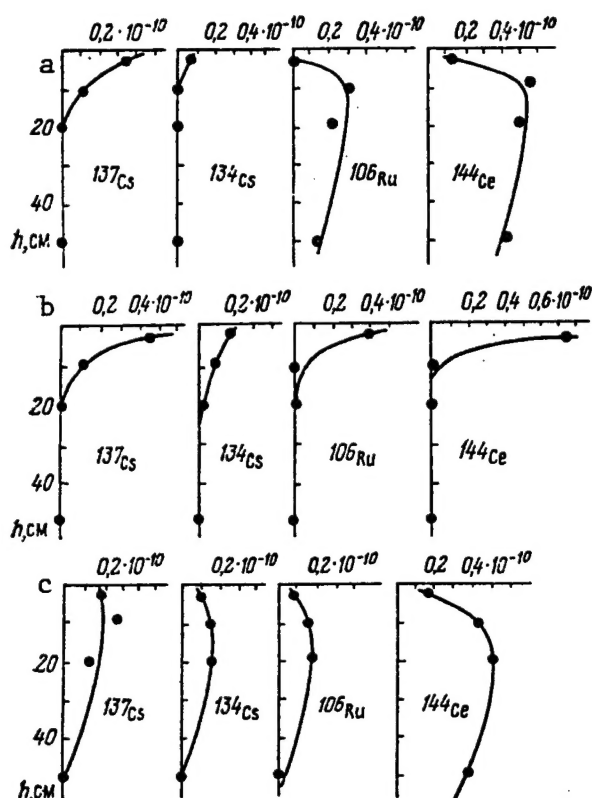 0,2·10⁻¹⁰ 0,2 0,4·10⁻¹⁰ 0,2 0,4·10⁻¹⁰ 0,2 0,4·10⁻¹⁰
a
20
137Cs 134Cs 106Ru 144Ce
40
h,см
0,2 0,4·10⁻¹⁰ 0,2·10⁻¹⁰ 0,2 0,4·10⁻¹⁰ 0,2 0,4 0,6·10⁻¹⁰
b
20
137Cs 134Cs 106Ru 144Ce
40
h,см
0,2·10⁻¹⁰ 0,2·10⁻¹⁰ 0,2·10⁻¹⁰ 0,2 0,4·10⁻¹⁰
c
20
137Cs 134Cs 106Ru 144Ce
40
h,см